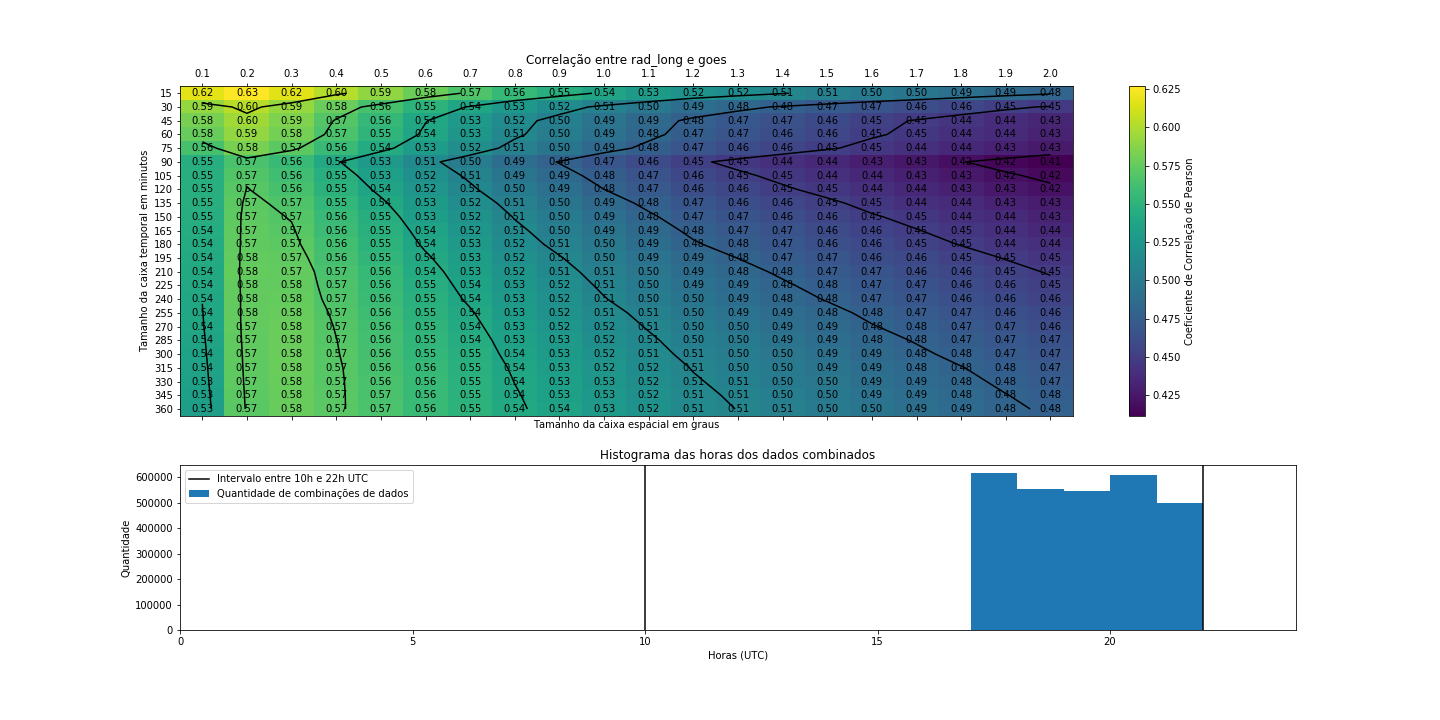 Correlação entre rad_long e goes
0.1 0.2 0.3 0.4 0.5 0.6 0.7 0.8 0.9 1.0 1.1 1.2 1.3 1.4 1.5 1.6 1.7 1.8 1.9 2.0
15 0.62 0.63 0.62 0.60 0.59 0.58 0.57 0.56 0.55 0.54 0.53 0.52 0.52 0.51 0.51 0.50 0.50 0.49 0.49 0.48
30 0.59 0.60 0.59 0.58 0.56 0.55 0.54 0.53 0.52 0.51 0.50 0.49 0.48 0.48 0.47 0.47 0.46 0.46 0.45 0.45
45 0.58 0.60 0.59 0.57 0.56 0.54 0.53 0.52 0.50 0.49 0.49 0.48 0.47 0.47 0.46 0.46 0.45 0.44 0.44 0.43
60 0.58 0.59 0.58 0.57 0.55 0.54 0.53 0.51 0.50 0.49 0.48 0.47 0.47 0.46 0.46 0.45 0.45 0.44 0.44 0.43
75 0.56 0.58 0.57 0.56 0.54 0.53 0.52 0.51 0.50 0.49 0.48 0.47 0.46 0.46 0.45 0.45 0.44 0.44 0.43 0.43
90 0.55 0.57 0.56 0.54 0.53 0.51 0.50 0.49 0.48 0.47 0.46 0.45 0.45 0.44 0.44 0.43 0.43 0.42 0.42 0.41
105 0.55 0.57 0.56 0.55 0.53 0.52 0.51 0.49 0.49 0.48 0.47 0.46 0.45 0.45 0.44 0.44 0.43 0.43 0.42 0.42
120 0.55 0.57 0.56 0.55 0.54 0.52 0.51 0.50 0.49 0.48 0.47 0.46 0.46 0.45 0.45 0.44 0.44 0.43 0.43 0.42
135 0.55 0.57 0.57 0.56 0.54 0.53 0.52 0.51 0.50 0.49 0.48 0.47 0.46 0.46 0.45 0.45 0.44 0.44 0.43 0.43
150 0.55 0.57 0.57 0.56 0.55 0.53 0.52 0.51 0.50 0.49 0.48 0.47 0.47 0.46 0.46 0.45 0.45 0.44 0.44 0.43
165 0.54 0.57 0.57 0.56 0.55 0.54 0.52 0.51 0.50 0.49 0.49 0.48 0.47 0.46 0.46 0.46 0.45 0.45 0.44 0.44
180 0.54 0.57 0.57 0.56 0.55 0.54 0.53 0.52 0.51 0.50 0.49 0.48 0.48 0.47 0.46 0.46 0.45 0.45 0.44 0.44
195 0.54 0.58 0.57 0.56 0.55 0.54 0.53 0.52 0.51 0.50 0.49 0.49 0.48 0.47 0.47 0.46 0.46 0.45 0.45 0.45
210 0.54 0.58 0.57 0.57 0.56 0.54 0.53 0.52 0.51 0.51 0.50 0.49 0.48 0.48 0.47 0.47 0.46 0.46 0.45 0.45
225 0.54 0.58 0.58 0.57 0.56 0.55 0.54 0.53 0.52 0.51 0.50 0.49 0.49 0.48 0.48 0.47 0.47 0.46 0.46 0.45
240 0.54 0.58 0.58 0.57 0.56 0.55 0.54 0.53 0.52 0.51 0.50 0.50 0.49 0.48 0.48 0.47 0.47 0.46 0.46 0.46
255 0.54 0.58 0.58 0.57 0.56 0.55 0.54 0.53 0.52 0.51 0.51 0.50 0.49 0.49 0.48 0.48 0.47 0.47 0.46 0.46
270 0.54 0.57 0.58 0.57 0.56 0.55 0.54 0.53 0.52 0.52 0.51 0.50 0.50 0.49 0.49 0.48 0.48 0.47 0.47 0.46
285 0.54 0.57 0.58 0.57 0.56 0.55 0.54 0.53 0.53 0.52 0.51 0.50 0.50 0.49 0.49 0.48 0.48 0.47 0.47 0.47
300 0.54 0.57 0.58 0.57 0.56 0.55 0.55 0.54 0.53 0.52 0.51 0.51 0.50 0.50 0.49 0.49 0.48 0.48 0.47 0.47
315 0.54 0.57 0.58 0.57 0.56 0.56 0.55 0.54 0.53 0.52 0.52 0.51 0.50 0.50 0.49 0.49 0.48 0.48 0.48 0.47
330 0.53 0.57 0.58 0.57 0.56 0.56 0.55 0.54 0.53 0.53 0.52 0.51 0.51 0.50 0.50 0.49 0.49 0.48 0.48 0.47
345 0.53 0.57 0.58 0.57 0.57 0.56 0.55 0.54 0.53 0.53 0.52 0.51 0.51 0.50 0.50 0.49 0.49 0.48 0.48 0.48
360 0.53 0.57 0.58 0.57 0.57 0.56 0.55 0.54 0.54 0.53 0.52 0.51 0.51 0.51 0.50 0.50 0.49 0.49 0.48 0.48
Tamanho da caixa temporal em minutos
Tamanho da caixa espacial em graus
0.625
0.600
0.575
0.550
0.525
0.500
0.475
0.450
0.425
Coeficiente de Correlação de Pearson
Histograma das horas dos dados combinados
Intervalo entre 10h e 22h UTC
Quantidade de combinações de dados
600000
500000
400000
300000
200000
100000
0
Quantidade
0 5 10 15 20
Horas (UTC)